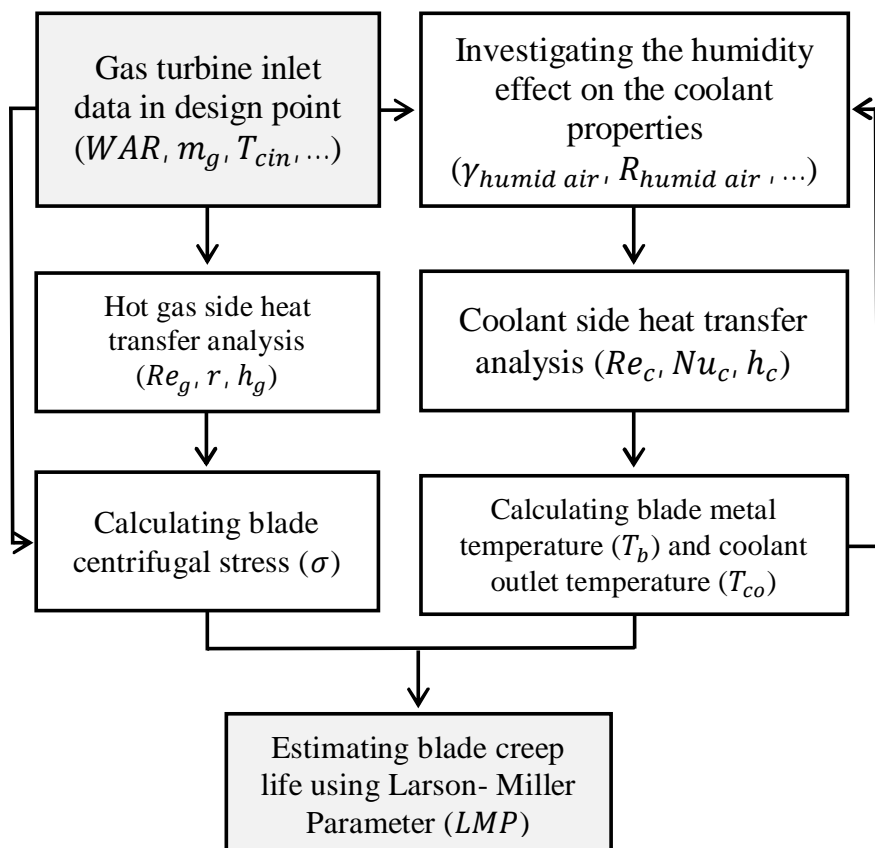 Gas turbine inlet
data in design point
(WAR, m_g, T_cin, …)
Investigating the humidity
effect on the coolant
properties
(γ_humid air, R_humid air, …)
Hot gas side heat
transfer analysis
(Re_g, r, h_g)
Coolant side heat transfer
analysis (Re_c, Nu_c, h_c)
Calculating blade
centrifugal stress (σ)
Calculating blade metal
temperature (T_b) and coolant
outlet temperature (T_co)
Estimating blade creep
life using Larson- Miller
Parameter (LMP)